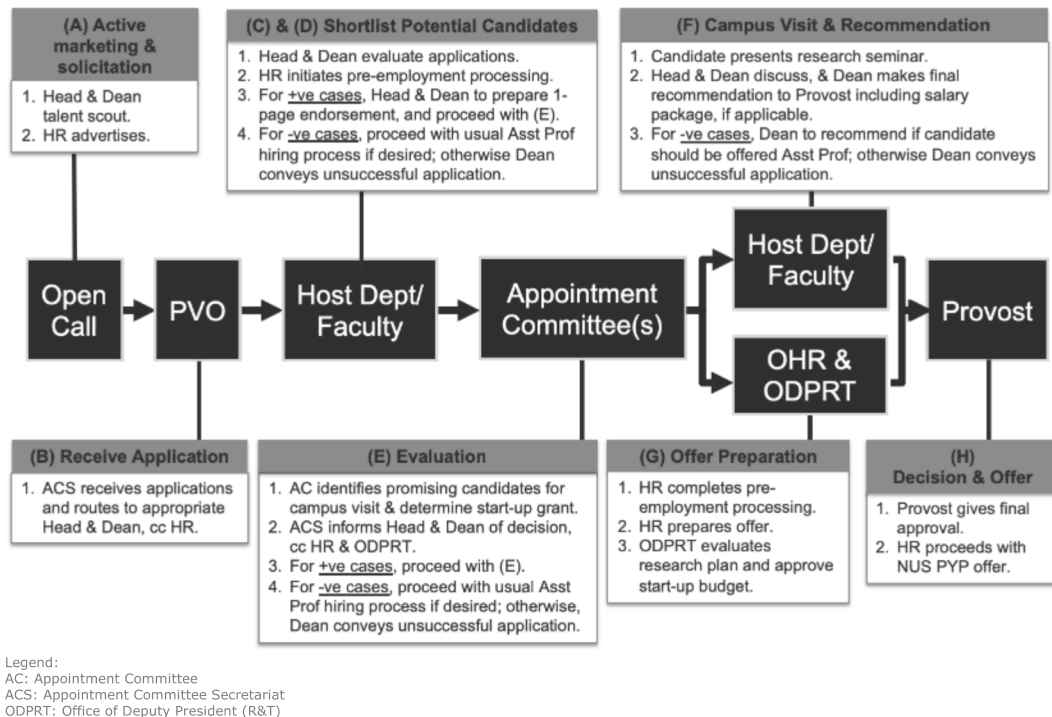 (A) Active
marketing &
solicitation
1. Head & Dean
talent scout.
2. HR advertises.
(C) & (D) Shortlist Potential Candidates
1. Head & Dean evaluate applications.
2. HR initiates pre-employment processing.
3. For +ve cases, Head & Dean to prepare 1-
page endorsement, and proceed with (E).
4. For -ve cases, proceed with usual Asst Prof
hiring process if desired; otherwise Dean
conveys unsuccessful application.
(F) Campus Visit & Recommendation
1. Candidate presents research seminar.
2. Head & Dean discuss, & Dean makes final
recommendation to Provost including salary
package, if applicable.
3. For -ve cases, Dean to recommend if candidate
should be offered Asst Prof; otherwise Dean conveys
unsuccessful application.
Open
Call
PVO
Host Dept/
Faculty
Appointment
Committee(s)
Host Dept/
Faculty
OHR &
ODPRT
Provost
(B) Receive Application
1. ACS receives applications
and routes to appropriate
Head & Dean, cc HR.
(E) Evaluation
1. AC identifies promising candidates for
campus visit & determine start-up grant.
2. ACS informs Head & Dean of decision,
cc HR & ODPRT.
3. For +ve cases, proceed with (E).
4. For -ve cases, proceed with usual Asst
Prof hiring process if desired; otherwise,
Dean conveys unsuccessful application.
(G) Offer Preparation
1. HR completes pre-
employment processing.
2. HR prepares offer.
3. ODPRT evaluates
research plan and approve
start-up budget.
(H)
Decision & Offer
1. Provost gives final
approval.
2. HR proceeds with
NUS PYP offer.
Legend:
AC: Appointment Committee
ACS: Appointment Committee Secretariat
ODPRT: Office of Deputy President (R&T)